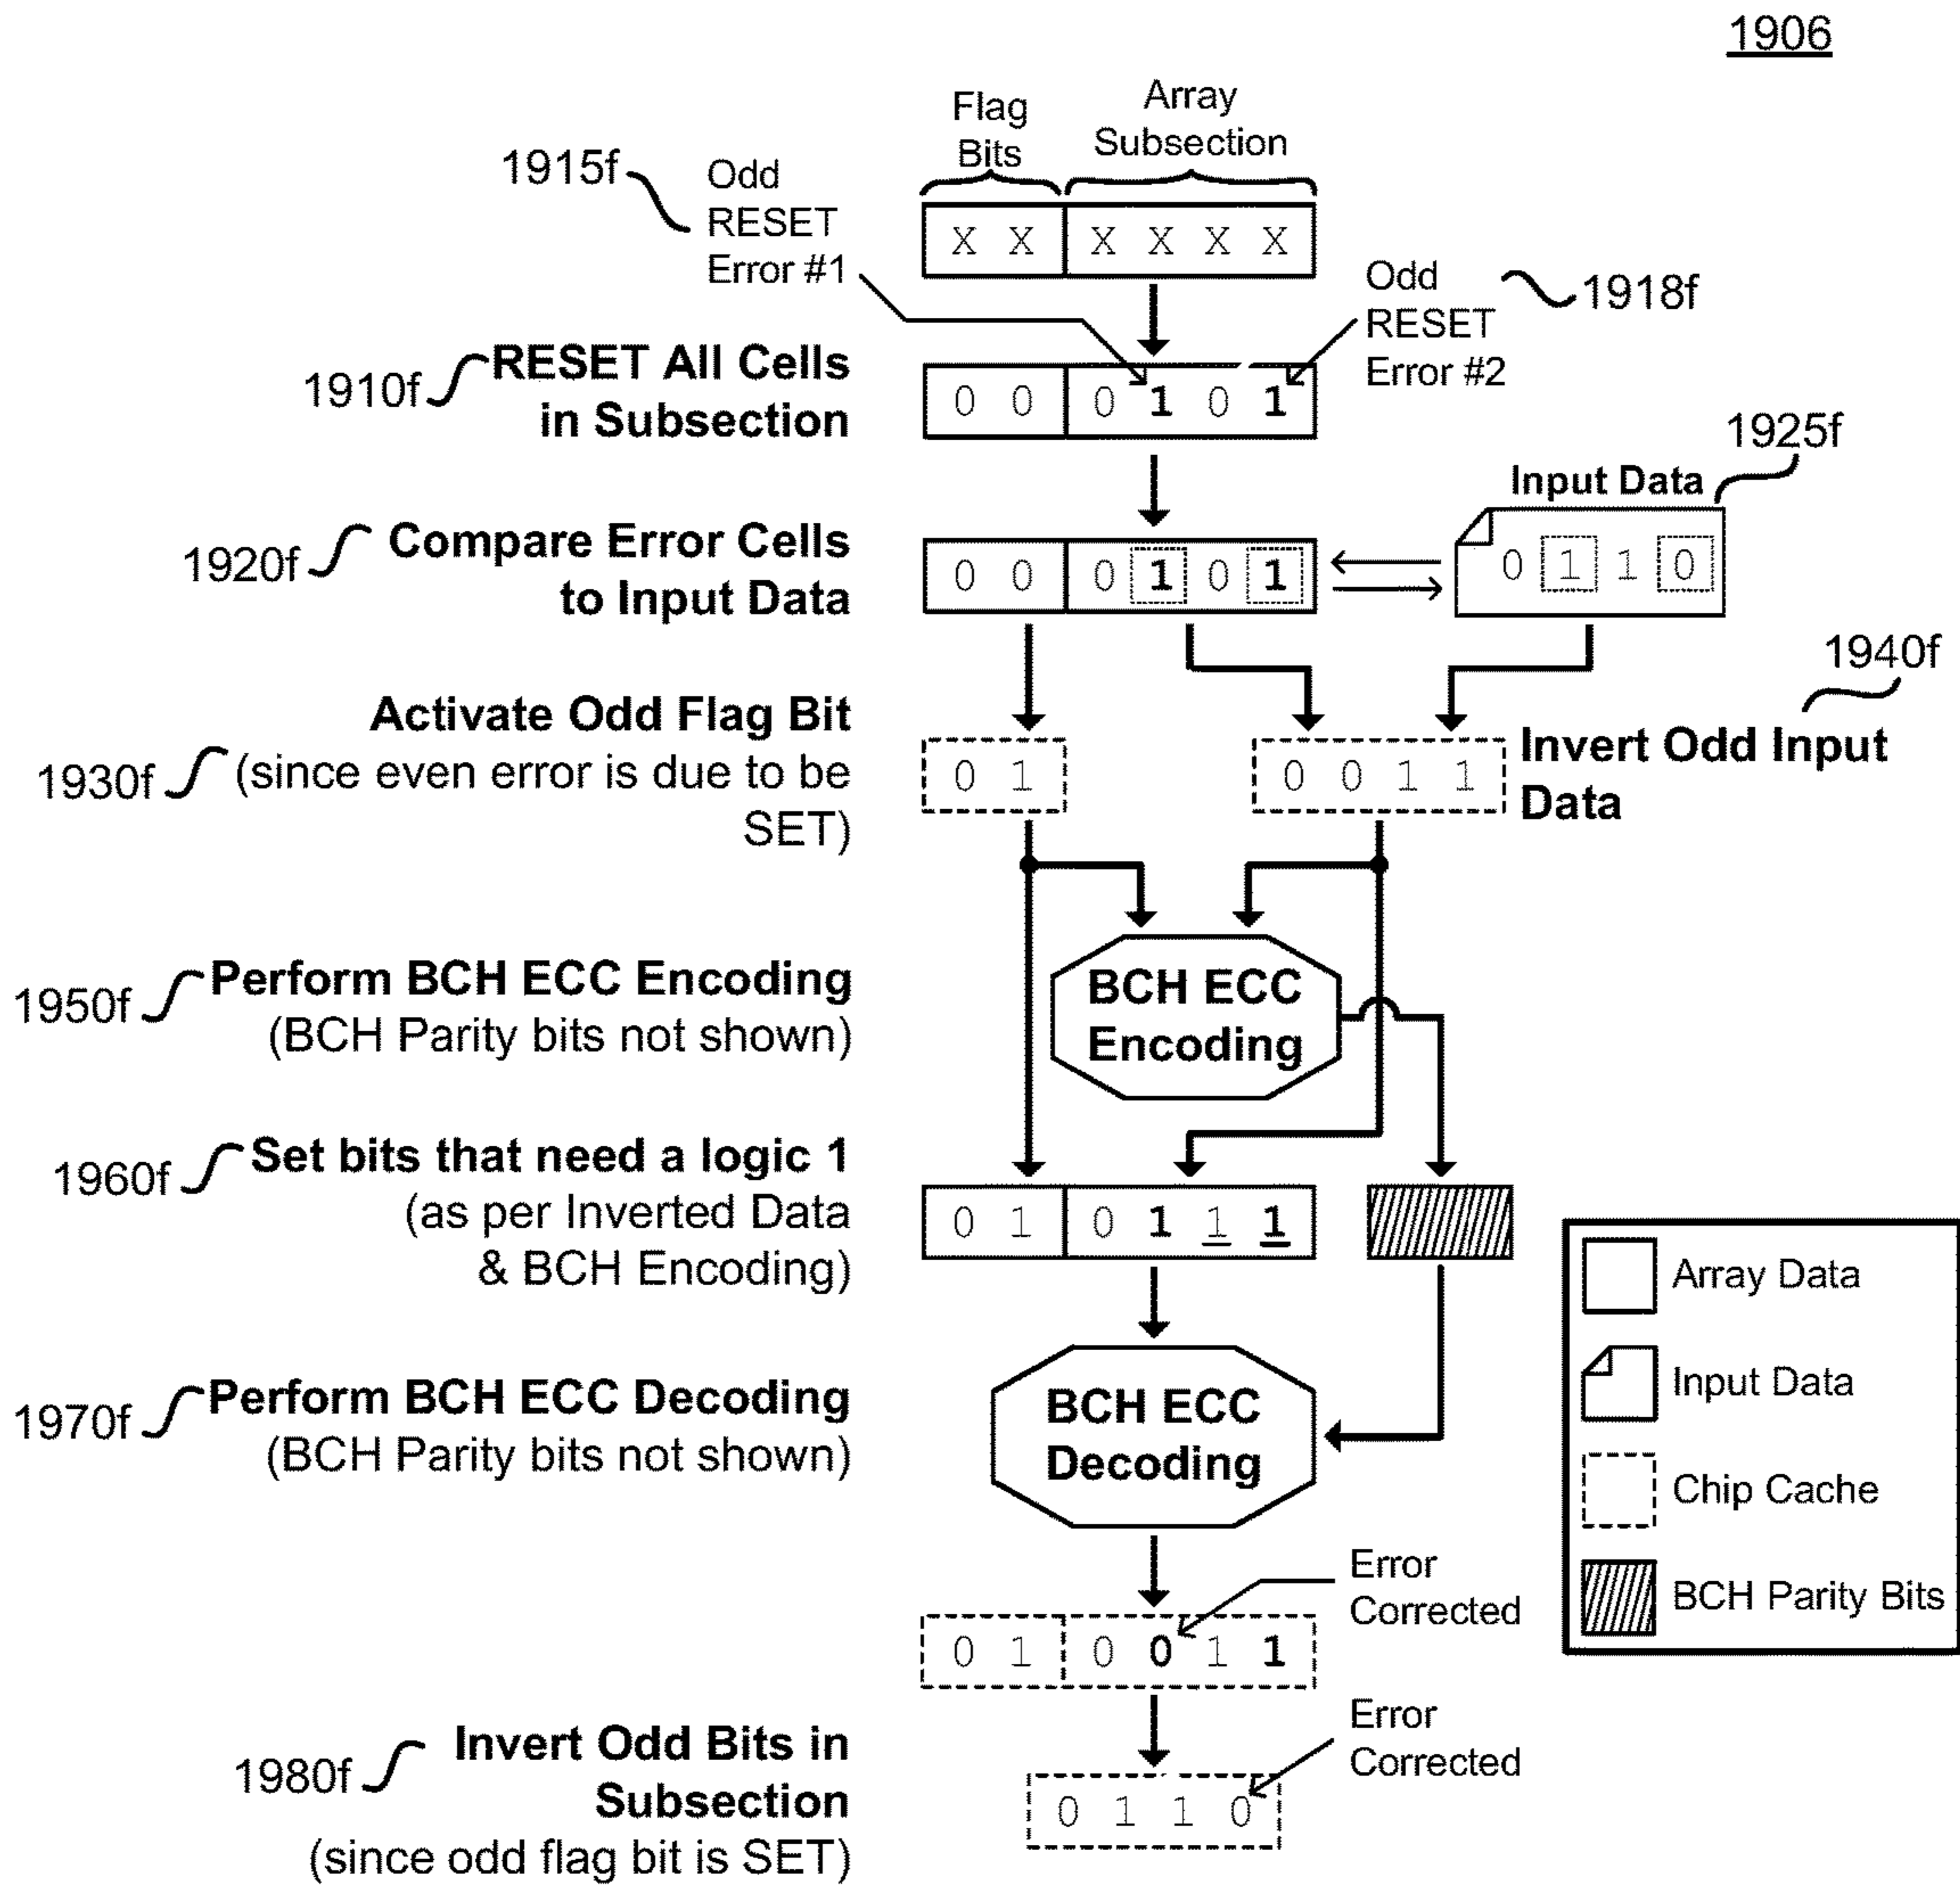 1906
Flag
Bits
Array
Subsection
1915f
Odd
RESET
Error #1
X X X X X X
Odd
RESET
Error #2
1918f
1910f
RESET All Cells
in Subsection
0 0 0 1 0 1
1925f
Input Data
1920f
Compare Error Cells
to Input Data
0 0 0 1 0 1
0 1 1 0
1940f
Activate Odd Flag Bit
1930f
(since even error is due to be
SET)
0 1
0 0 1 1
Invert Odd Input
Data
1950f
Perform BCH ECC Encoding
(BCH Parity bits not shown)
BCH ECC
Encoding
1960f
Set bits that need a logic 1
(as per Inverted Data
& BCH Encoding)
0 1 0 1 1 1
1970f
Perform BCH ECC Decoding
(BCH Parity bits not shown)
BCH ECC
Decoding
Array Data
Input Data
Chip Cache
BCH Parity Bits
Error
Corrected
0 1 0 0 1 1
1980f
Invert Odd Bits in
Subsection
(since odd flag bit is SET)
Error
Corrected
0 1 1 0